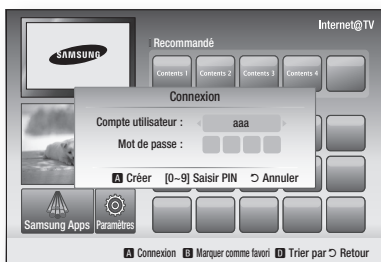 Internet@TV
SAMSUNG
Recommandé
Contents 1 Contents 2 Contents 3 Contents 4
Connexion
Compte utilisateur : aaa
Mot de passe :
A Créer [0~9] Saisir PIN Annuler
Samsung Apps Paramètres
A Connexion B Marquer comme favori D Trier par Retour